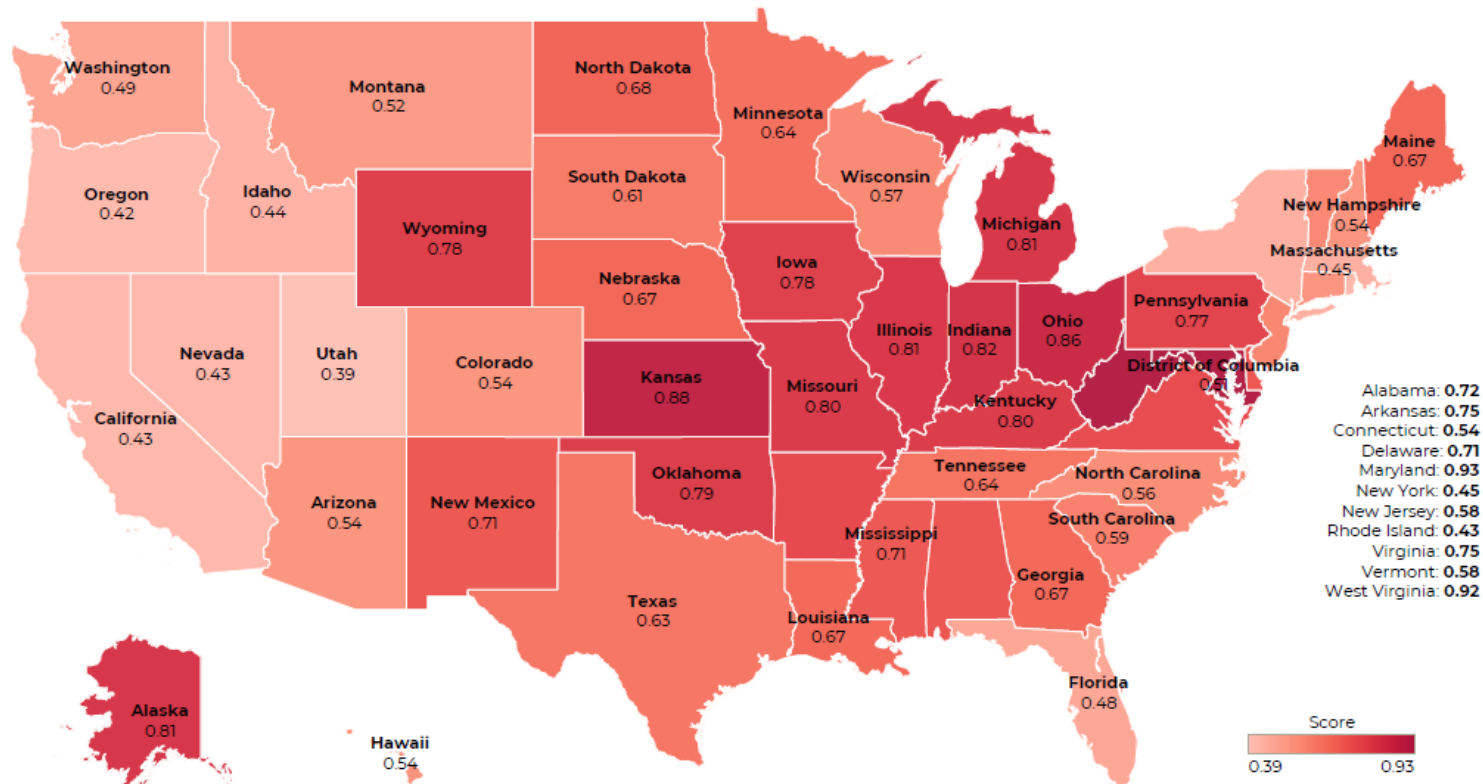 Washington
0.49
Montana
0.52
North Dakota
0.68
Minnesota
0.64
Maine
0.67
Oregon
0.42
Idaho
0.44
South Dakota
0.61
Wisconsin
0.57
New Hampshire
0.54
Wyoming
0.78
Michigan
0.81
Massachusetts
0.45
Nebraska
0.67
Iowa
0.78
Pennsylvania
0.77
Nevada
0.43
Utah
0.39
Colorado
0.54
Illinois
0.81
Indiana
0.82
Ohio
0.86
District of Columbia
Kansas
0.88
Missouri
0.80
Kentucky
0.80
California
0.43
Arizona
0.54
New Mexico
0.71
Oklahoma
0.79
Tennessee
0.64
North Carolina
0.56
Mississippi
0.71
South Carolina
0.59
Georgia
0.67
Texas
0.63
Louisiana
0.67
Florida
0.48
Alaska
0.81
Hawaii
0.54
Alabama: 0.72
Arkansas: 0.75
Connecticut: 0.54
Delaware: 0.71
Maryland: 0.93
New York: 0.45
New Jersey: 0.58
Rhode Island: 0.43
Virginia: 0.75
Vermont: 0.58
West Virginia: 0.92
Score
0.39 0.93